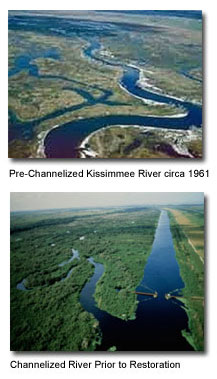 Pre-Channelized Kissimmee River circa 1961
Channelized River Prior to Restoration